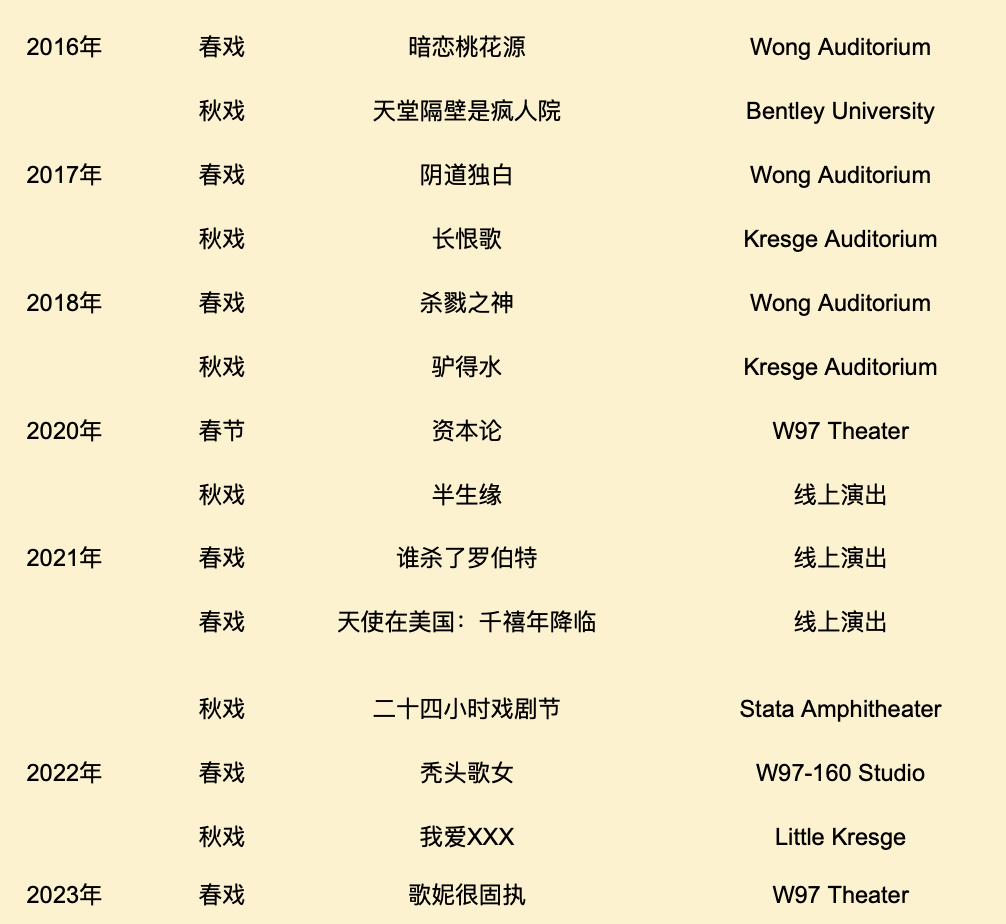 2016年 春戏 暗恋桃花源 Wong Auditorium
秋戏 天堂隔壁是疯人院 Bentley University
2017年 春戏 阴道独白 Wong Auditorium
秋戏 长恨歌 Kresge Auditorium
2018年 春戏 杀戮之神 Wong Auditorium
秋戏 驴得水 Kresge Auditorium
2020年 春节 资本论 W97 Theater
秋戏 半生缘 线上演出
2021年 春戏 谁杀了罗伯特 线上演出
春戏 天使在美国：千禧年降临 线上演出
秋戏 二十四小时戏剧节 Stata Amphitheater
2022年 春戏 秃头歌女 W97-160 Studio
秋戏 我爱XXX Little Kresge
2023年 春戏 歌妮很固执 W97 Theater